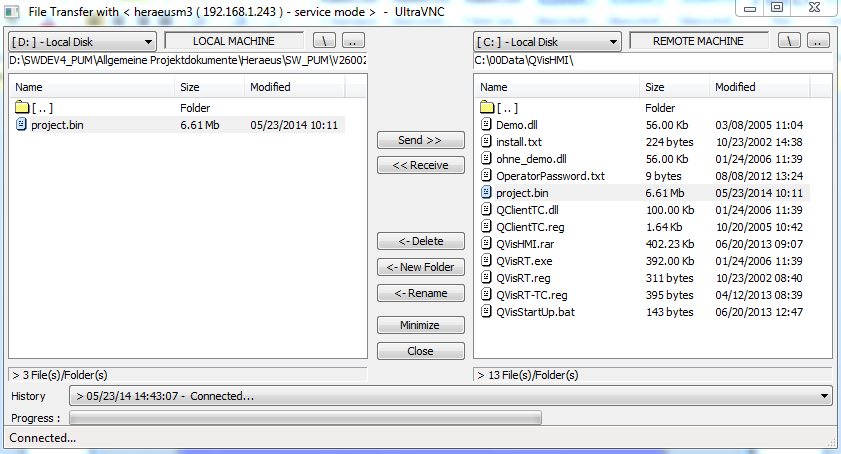 File Transfer with < heraeusm3 ( 192.168.1.243 ) - service mode > - UltraVNC
[ D: ] - Local Disk LOCAL MACHINE \ .. [ C: ] - Local Disk REMOTE MACHINE \ ..
D:\SWDEV4_PUM\Allgemeine Projektdokumente\Heraeus\SW_PUM\V26002 C:\00Data\QVisHMI\
Name Size Modified Name Size Modified
[ .. ] Folder [ .. ] Folder
project.bin 6.61 Mb 05/23/2014 10:11 Demo.dll 56.00 Kb 03/08/2005 11:04
Send >> install.txt 224 bytes 10/23/2002 14:38
<< Receive ohne_demo.dll 56.00 Kb 01/24/2006 11:39
OperatorPassword.txt 9 bytes 08/08/2012 13:24
project.bin 6.61 Mb 05/23/2014 10:11
QClientTC.dll 100.00 Kb 01/24/2006 11:39
QClientTC.reg 1.64 Kb 10/20/2005 10:42
<- Delete QVisHMI.rar 402.23 Kb 06/20/2013 09:07
<- New Folder QVisRT.exe 392.00 Kb 01/24/2006 11:39
QVisRT.reg 311 bytes 10/23/2002 08:40
<- Rename QVisRT-TC.reg 395 bytes 04/12/2013 08:39
QVisStartUp.bat 143 bytes 06/20/2013 12:47
Minimize
Close
> 3 File(s)/Folder(s) > 13 File(s)/Folder(s)
History > 05/23/14 14:43:07 - Connected...
Progress :
Connected...